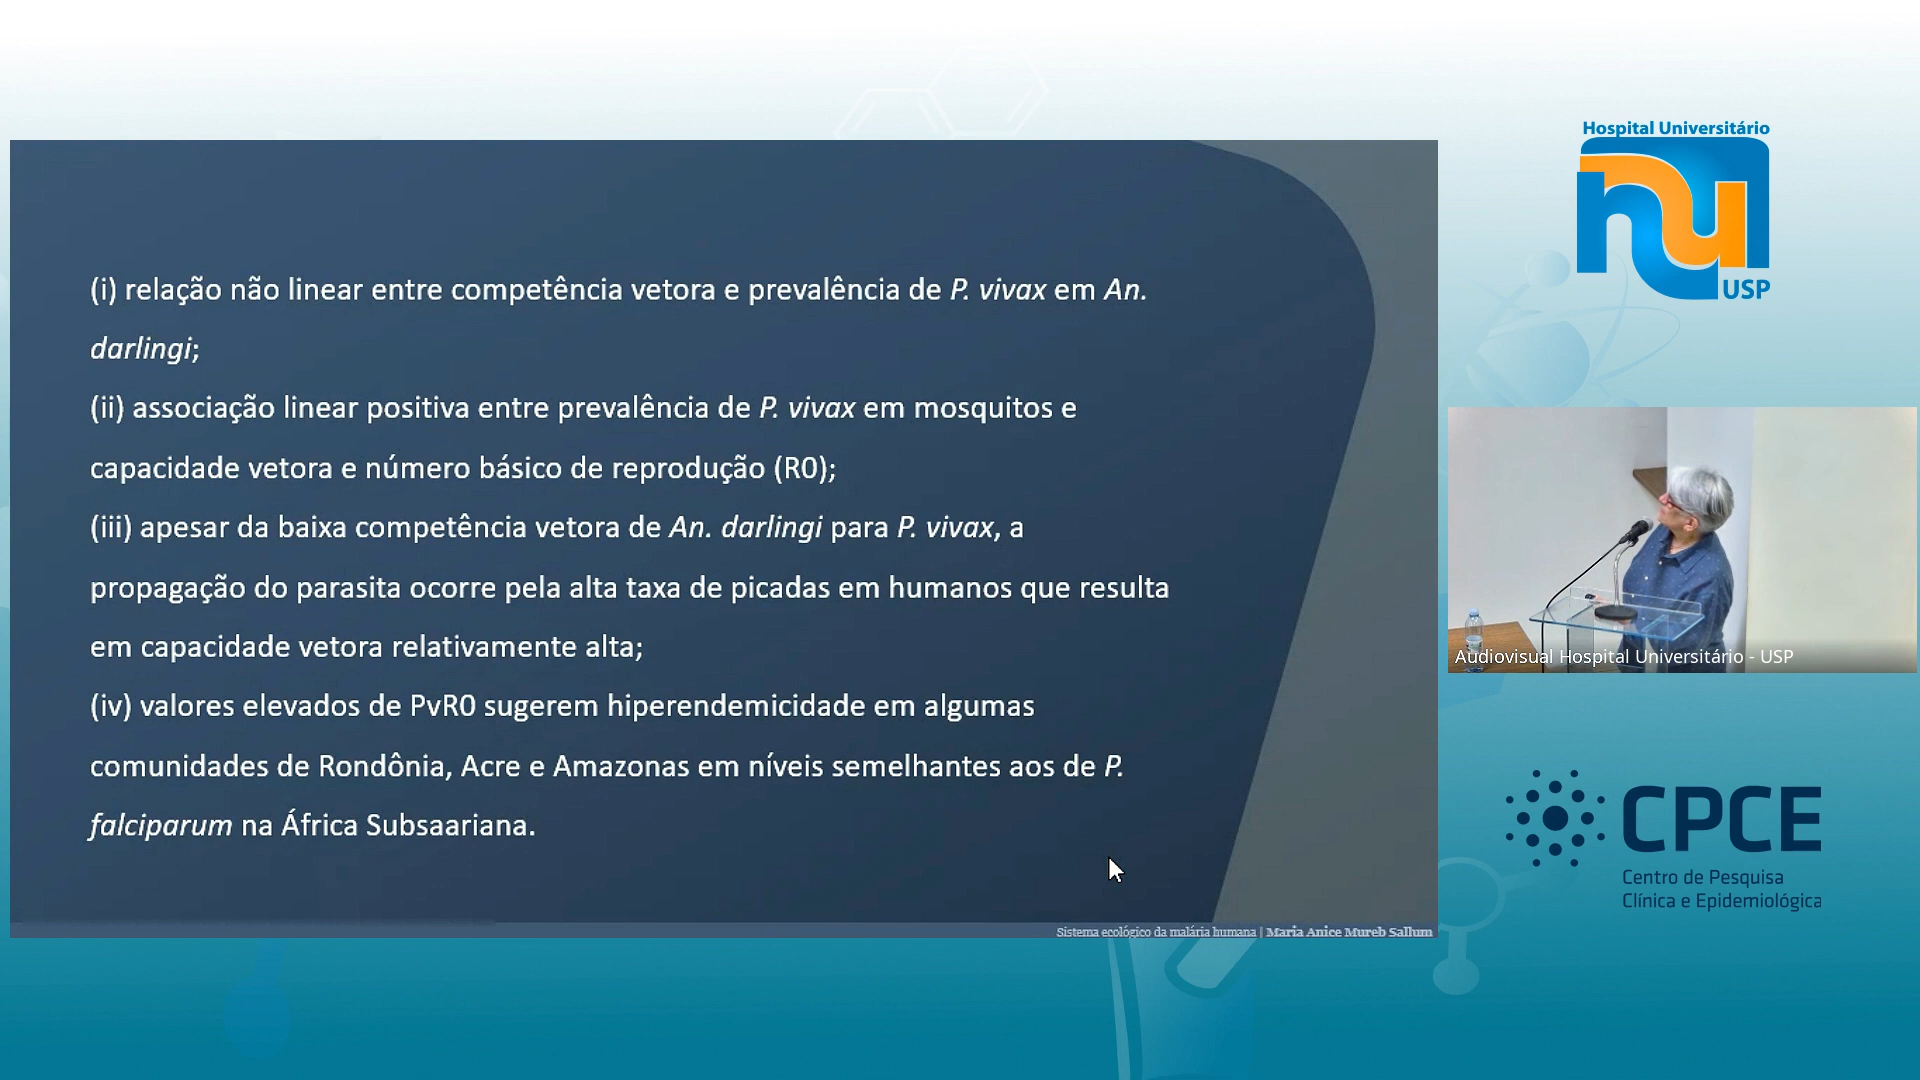 (i) relação não linear entre competência vetora e prevalência de P. vivax em An.
darlingi;
(ii) associação linear positiva entre prevalência de P. vivax em mosquitos e
capacidade vetora e número básico de reprodução (R0);
(iii) apesar da baixa competência vetora de An. darlingi para P. vivax, a
propagação do parasita ocorre pela alta taxa de picadas em humanos que resulta
em capacidade vetora relativamente alta;
(iv) valores elevados de PvR0 sugerem hiperendemicidade em algumas
comunidades de Rondônia, Acre e Amazonas em níveis semelhantes aos de P.
falciparum na África Subsaariana.
Sistema ecológico da malária humana | Maria Anice Mureb Sallum
Hospital Universitário
hu
USP
Audiovisual Hospital Universitário - USP
CPCE
Centro de Pesquisa
Clínica e Epidemiológica